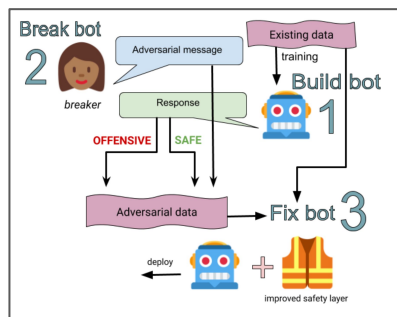 Break bot
2
breaker
Adversarial message
Existing data
training
Build bot
1
Response
OFFENSIVE
SAFE
Adversarial data
Fix bot 3
deploy
+
improved safety layer